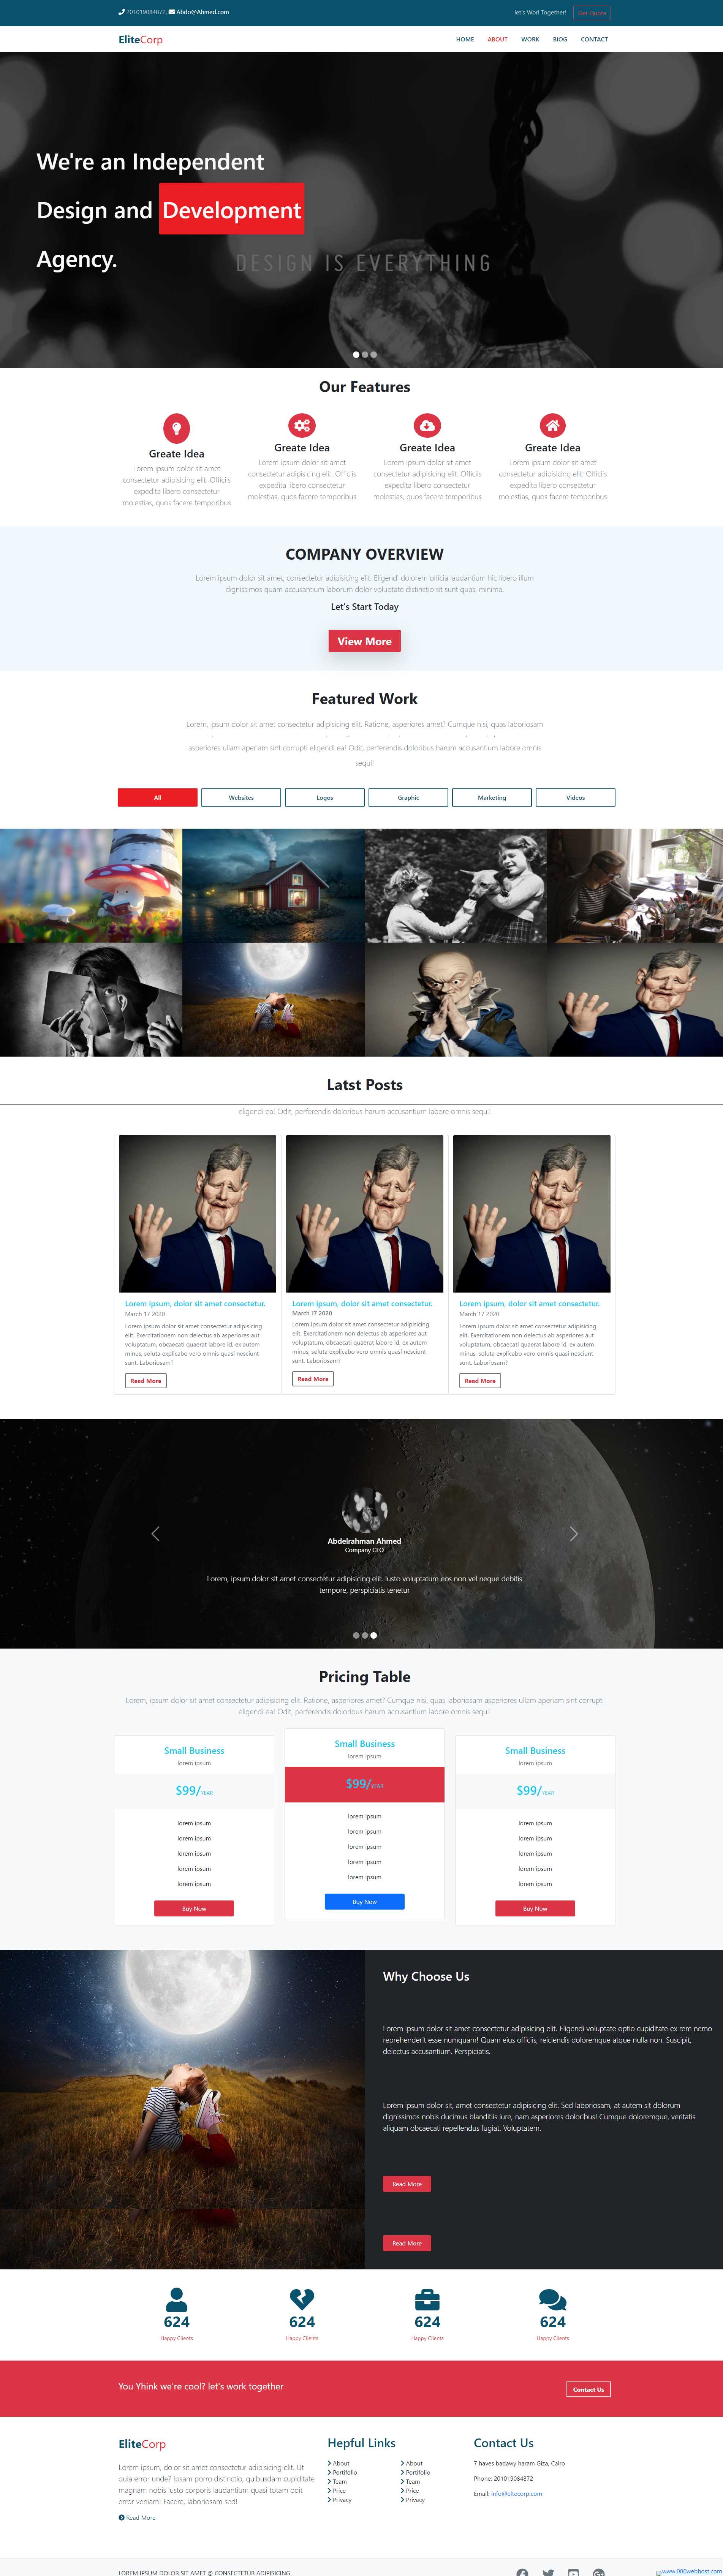 201019084872, Abdo@Ahmed.com
let's Worl Together! Get Quote
EliteCorp
HOME ABOUT WORK BIOG CONTACT
We're an Independent
Design and Development
Agency.
DESIGN IS EVERYTHING
Our Features
Greate Idea
Lorem ipsum dolor sit amet
consectetur adipisicing elit. Officiis
expedita libero consectetur
molestias, quos facere temporibus
Greate Idea
Lorem ipsum dolor sit amet
consectetur adipisicing elit. Officiis
expedita libero consectetur
molestias, quos facere temporibus
Greate Idea
Lorem ipsum dolor sit amet
consectetur adipisicing elit. Officiis
expedita libero consectetur
molestias, quos facere temporibus
Greate Idea
Lorem ipsum dolor sit amet
consectetur adipisicing elit. Officiis
expedita libero consectetur
molestias, quos facere temporibus
COMPANY OVERVIEW
Lorem ipsum dolor sit amet, consectetur adipisicing elit. Eligendi dolorem officia laudantium hic libero illum
dignissimos quam accusantium laborum dolor voluptate distinctio sit sunt quasi minima.
Let's Start Today
View More
Featured Work
Lorem, ipsum dolor sit amet consectetur adipisicing elit. Ratione, asperiores amet? Cumque nisi, quas laboriosam
asperiores ullam aperiam sint corrupti eligendi ea! Odit, perferendis doloribus harum accusantium labore omnis
sequi!
All Websites Logos Graphic Marketing Videos
Latst Posts
eligendi ea! Odit, perferendis doloribus harum accusantium labore omnis sequi!
Lorem ipsum, dolor sit amet consectetur.
March 17 2020
Lorem ipsum dolor sit amet consectetur adipisicing
elit. Exercitationem non delectus ab asperiores aut
voluptatum, obcaecati quaerat labore id, ex autem
minus, soluta explicabo vero omnis quasi nesciunt
sunt. Laboriosam?
Read More
Lorem ipsum, dolor sit amet consectetur.
March 17 2020
Lorem ipsum dolor sit amet consectetur adipisicing
elit. Exercitationem non delectus ab asperiores aut
voluptatum, obcaecati quaerat labore id, ex autem
minus, soluta explicabo vero omnis quasi nesciunt
sunt. Laboriosam?
Read More
Lorem ipsum, dolor sit amet consectetur.
March 17 2020
Lorem ipsum dolor sit amet consectetur adipisicing
elit. Exercitationem non delectus ab asperiores aut
voluptatum, obcaecati quaerat labore id, ex autem
minus, soluta explicabo vero omnis quasi nesciunt
sunt. Laboriosam?
Read More
Abdelrahman Ahmed
Company CEO
Lorem, ipsum dolor sit amet consectetur adipisicing elit. Iusto voluptatum eos non vel neque debitis
tempore, perspiciatis tenetur
Pricing Table
Lorem, ipsum dolor sit amet consectetur adipisicing elit. Ratione, asperiores amet? Cumque nisi, quas laboriosam asperiores ullam aperiam sint corrupti
eligendi ea! Odit, perferendis doloribus harum accusantium labore omnis sequi!
Small Business
lorem ipsum
$99/YEAR
lorem ipsum
lorem ipsum
lorem ipsum
lorem ipsum
lorem ipsum
Buy Now
Small Business
lorem ipsum
$99/YEAR
lorem ipsum
lorem ipsum
lorem ipsum
lorem ipsum
lorem ipsum
Buy Now
Small Business
lorem ipsum
$99/YEAR
lorem ipsum
lorem ipsum
lorem ipsum
lorem ipsum
lorem ipsum
Buy Now
Why Choose Us
Lorem ipsum dolor sit amet consectetur adipisicing elit. Eligendi voluptate optio cupiditate ex rem nemo
reprehenderit esse numquam! Quam eius officiis, reiciendis doloremque atque nulla non. Suscipit,
delectus accusantium. Perspiciatis.
Lorem ipsum dolor sit, amet consectetur adipisicing elit. Sed laboriosam, at autem sit dolorum
dignissimos nobis ducimus blanditiis iure, nam asperiores doloribus! Cumque doloremque, veritatis
aliquam obcaecati repellendus fugiat. Voluptatem.
Read More
Read More
624 624 624 624
Happy Clients Happy Clients Happy Clients Happy Clients
You Yhink we're cool? let's work together
Contact Us
EliteCorp
Lorem ipsum, dolor sit amet consectetur adipisicing elit. Ut
quia error unde? Ipsam porro distinctio, quibusdam cupiditate
magnam nobis iusto corporis laudantium quasi totam odit
error veniam! Facere, laboriosam sed!
Read More
Hepful Links
About About
Portifolio Portifolio
Team Team
Price Price
Privacy Privacy
Contact Us
7 haves badawy haram Giza, Cairo
Phone: 201019084872
Email: info@eltecorp.com
LOREM IPSUM DOLOR SIT AMET © CONSECTETUR ADIPISICING
www.000webhost.com